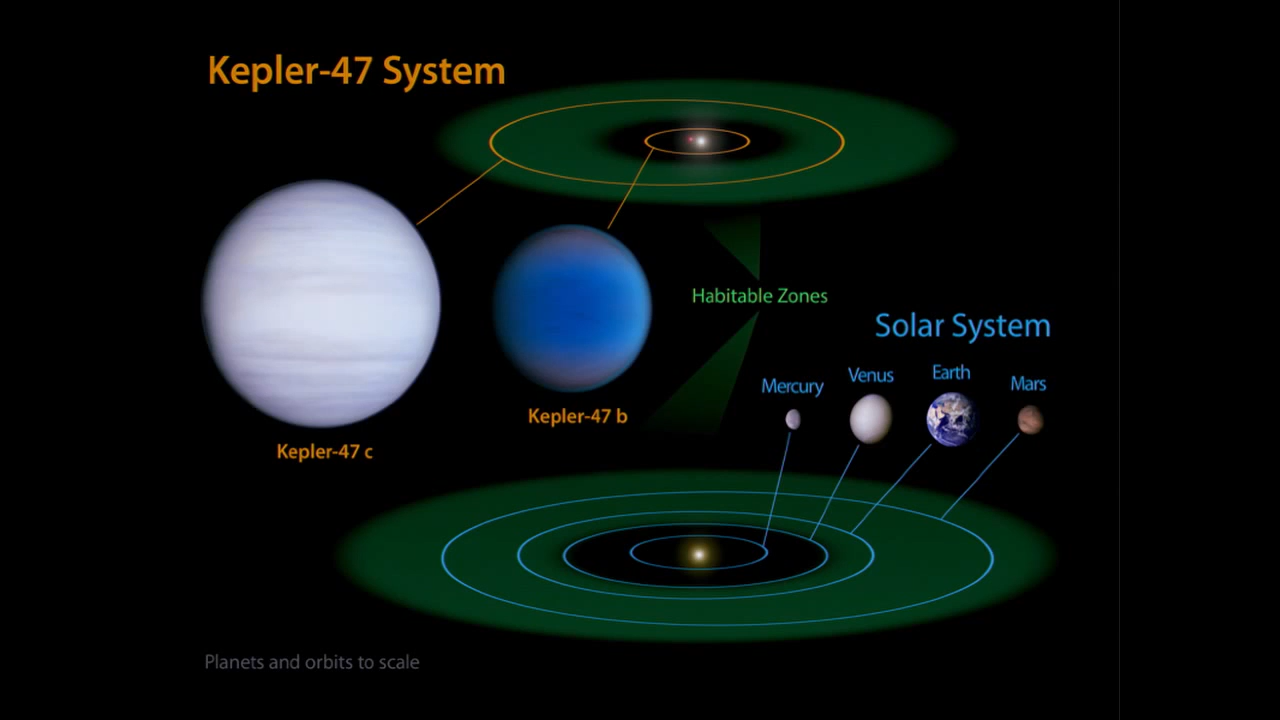 Kepler-47 System
Habitable Zones
Solar System
Mercury
Venus
Earth
Mars
Kepler-47 b
Kepler-47 c
Planets and orbits to scale